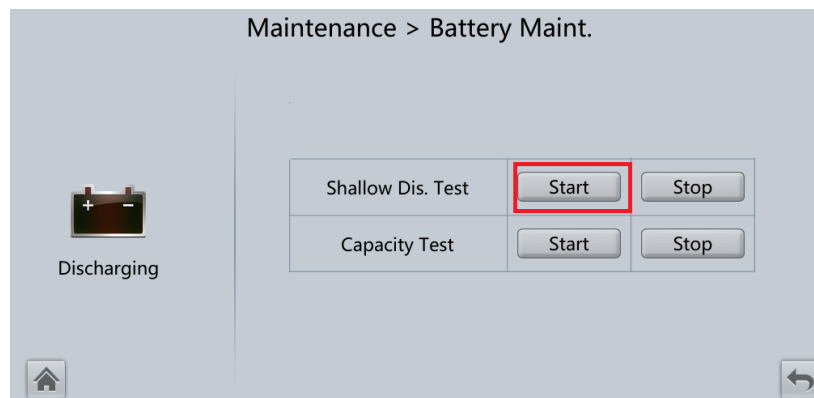 Maintenance > Battery Maint.
Shallow Dis. Test Start Stop
Capacity Test Start Stop
Discharging